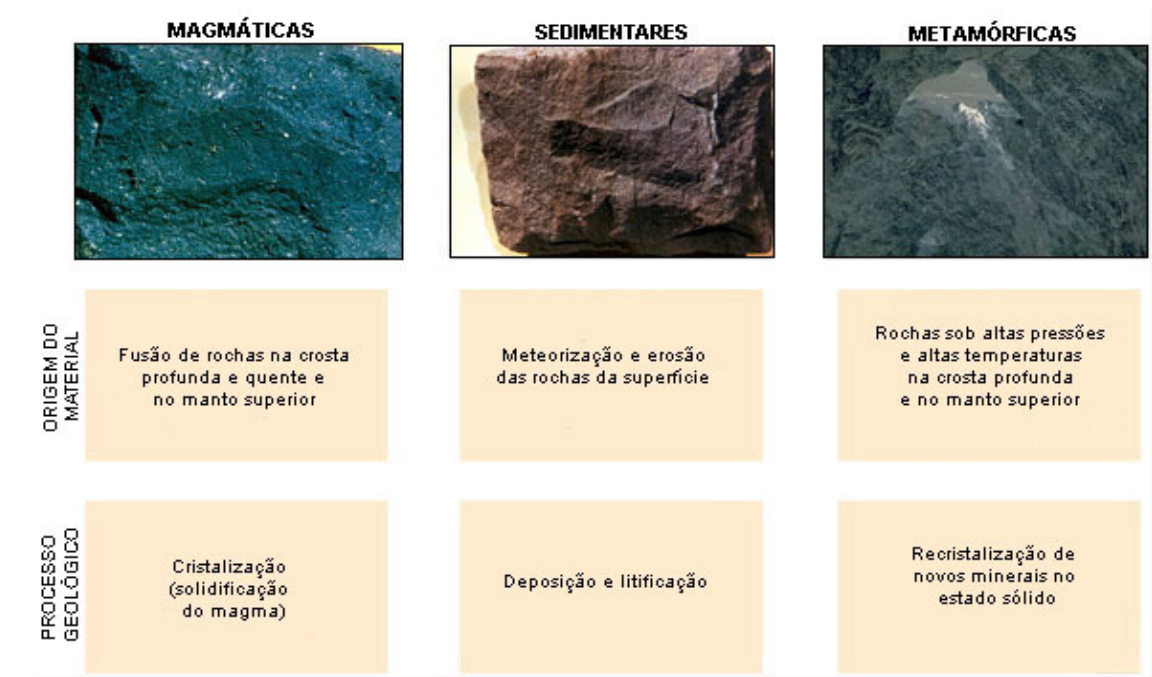 MAGMÁTICAS
SEDIMENTARES
METAMÓRFICAS
ORIGEM DO
MATERIAL
Fusão de rochas na crosta
profunda e quente e
no manto superior
Meteorização e erosão
das rochas da superfície
Rochas sob altas pressões
e altas temperaturas
na crosta profunda
e no manto superior
PROCESSO
GEOLÓGICO
Cristalização
(solidificação
do magma)
Deposição e litificação
Recristalização de
novos minerais no
estado sólido